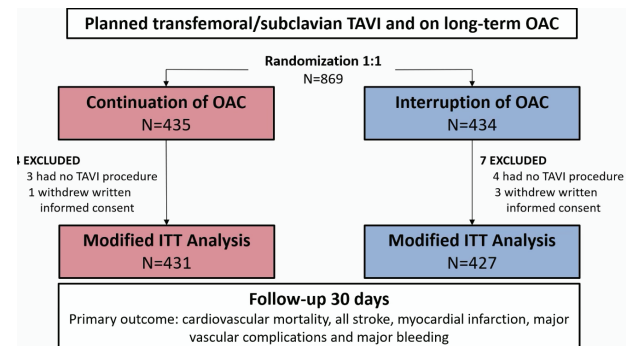 Planned transfemoral/subclavian TAVI and on long-term OAC
Randomization 1:1
N=869
Continuation of OAC
N=435
Interruption of OAC
N=434
4 EXCLUDED
3 had no TAVI procedure
1 withdrew written
informed consent
7 EXCLUDED
4 had no TAVI procedure
3 withdrew written
informed consent
Modified ITT Analysis
N=431
Modified ITT Analysis
N=427
Follow-up 30 days
Primary outcome: cardiovascular mortality, all stroke, myocardial infarction, major
vascular complications and major bleeding